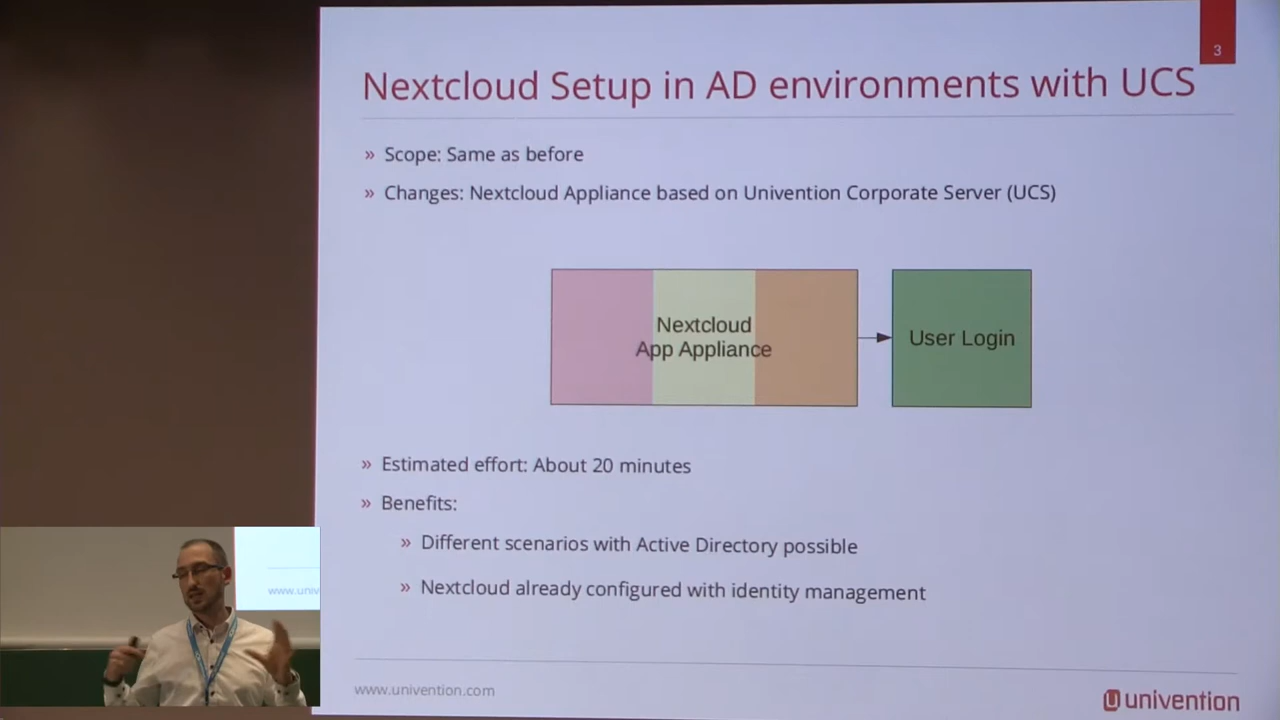 3
Nextcloud Setup in AD environments with UCS
» Scope: Same as before
» Changes: Nextcloud Appliance based on Univention Corporate Server (UCS)
Nextcloud
App Appliance
User Login
» Estimated effort: About 20 minutes
» Benefits:
» Different scenarios with Active Directory possible
» Nextcloud already configured with identity management
www.univ
www.univention.com
univention